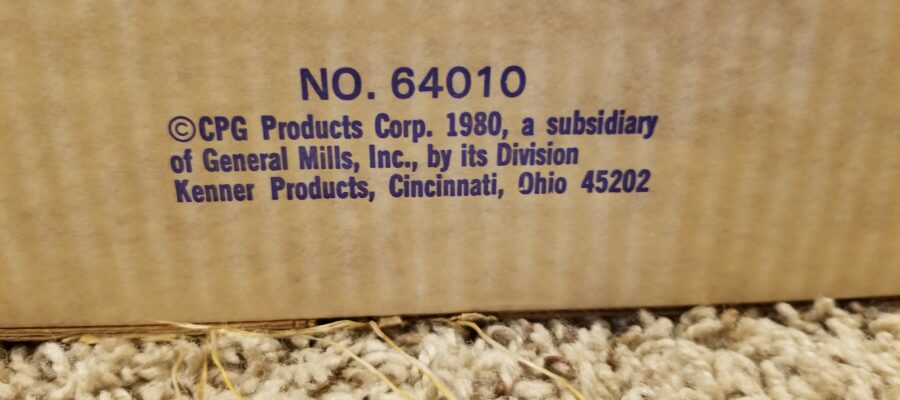 NO. 64010
©CPG Products Corp. 1980, a subsidiary
of General Mills, Inc., by its Division
Kenner Products, Cincinnati, Ohio 45202